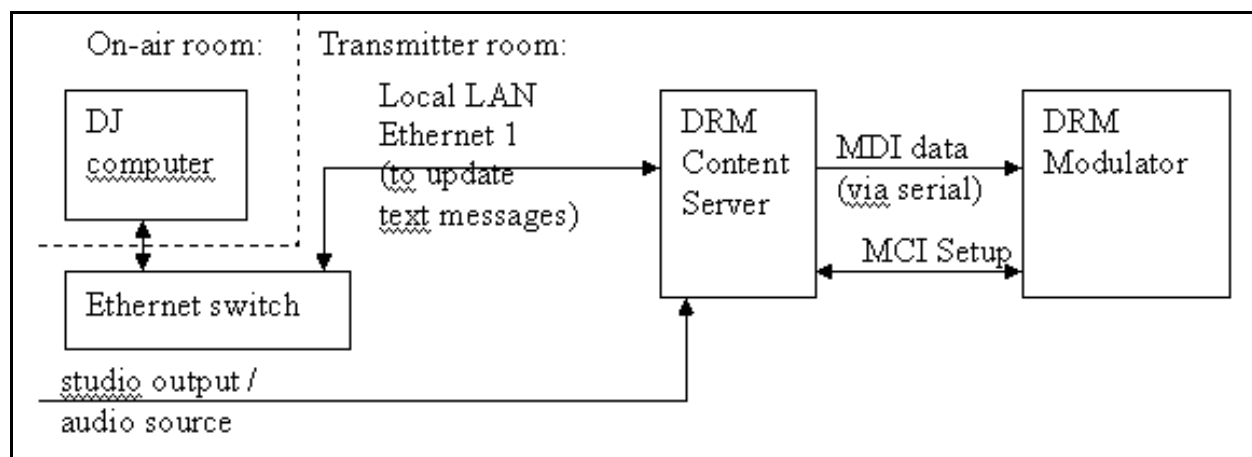 On-air room:
Transmitter room:
DJ
computer
Local LAN
Ethernet 1
(to update
text messages)
DRM
Content
Server
MDI data
(via serial)
MCI Setup
DRM
Modulator
Ethernet switch
studio output /
audio source